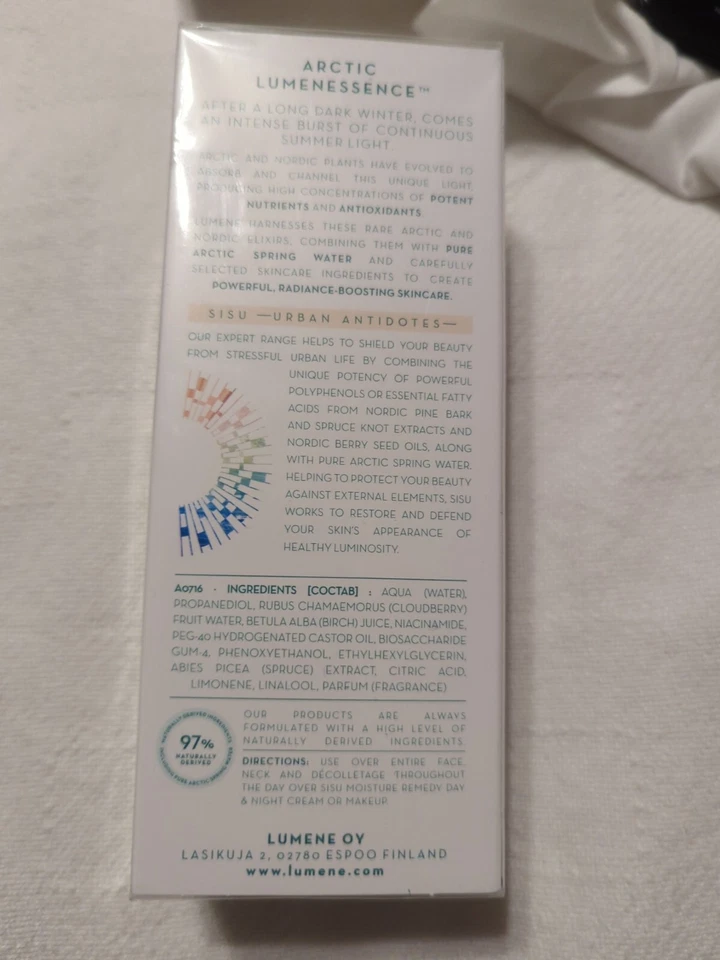 ARCTIC
LUMENESSENCE™
AFTER A LONG DARK WINTER, COMES
AN INTENSE BURST OF CONTINUOUS
SUMMER LIGHT.
ARCTIC AND NORDIC PLANTS HAVE EVOLVED TO
ABSORB AND CHANNEL THIS UNIQUE LIGHT,
PRODUCING HIGH CONCENTRATIONS OF POTENT
NUTRIENTS AND ANTIOXIDANTS.
LUMENE HARNESSES THESE RARE ARCTIC AND
NORDIC ELIXIRS, COMBINING THEM WITH PURE
ARCTIC SPRING WATER AND CAREFULLY
SELECTED SKINCARE INGREDIENTS TO CREATE
POWERFUL, RADIANCE-BOOSTING SKINCARE.
SISU —URBAN ANTIDOTES—
OUR EXPERT RANGE HELPS TO SHIELD YOUR BEAUTY
FROM STRESSFUL URBAN LIFE BY COMBINING THE
UNIQUE POTENCY OF POWERFUL
POLYPHENOLS OR ESSENTIAL FATTY
ACIDS FROM NORDIC PINE BARK
AND SPRUCE KNOT EXTRACTS AND
NORDIC BERRY SEED OILS, ALONG
WITH PURE ARCTIC SPRING WATER.
HELPING TO PROTECT YOUR BEAUTY
AGAINST EXTERNAL ELEMENTS, SISU
WORKS TO RESTORE AND DEFEND
YOUR SKIN'S APPEARANCE OF
HEALTHY LUMINOSITY.
A0716 · INGREDIENTS [COCTAB] : AQUA (WATER),
PROPANEDIOL, RUBUS CHAMAEMORUS (CLOUDBERRY)
FRUIT WATER, BETULA ALBA (BIRCH) JUICE, NIACINAMIDE,
PEG-40 HYDROGENATED CASTOR OIL, BIOSACCHARIDE
GUM-4, PHENOXYETHANOL, ETHYLHEXYLGLYCERIN,
ABIES PICEA (SPRUCE) EXTRACT, CITRIC ACID,
LIMONENE, LINALOOL, PARFUM (FRAGRANCE)
NATURALLY DERIVED INGREDIENTS
97%
NATURALLY
DERIVED
INCLUDING PURE ARCTIC SPRING WATER
OUR PRODUCTS ARE ALWAYS
FORMULATED WITH A HIGH LEVEL OF
NATURALLY DERIVED INGREDIENTS.
DIRECTIONS: USE OVER ENTIRE FACE,
NECK AND DÉCOLLETAGE THROUGHOUT
THE DAY OVER SISU MOISTURE REMEDY DAY
& NIGHT CREAM OR MAKEUP.
LUMENE OY
LASIKUJA 2, 02780 ESPOO FINLAND
www.lumene.com